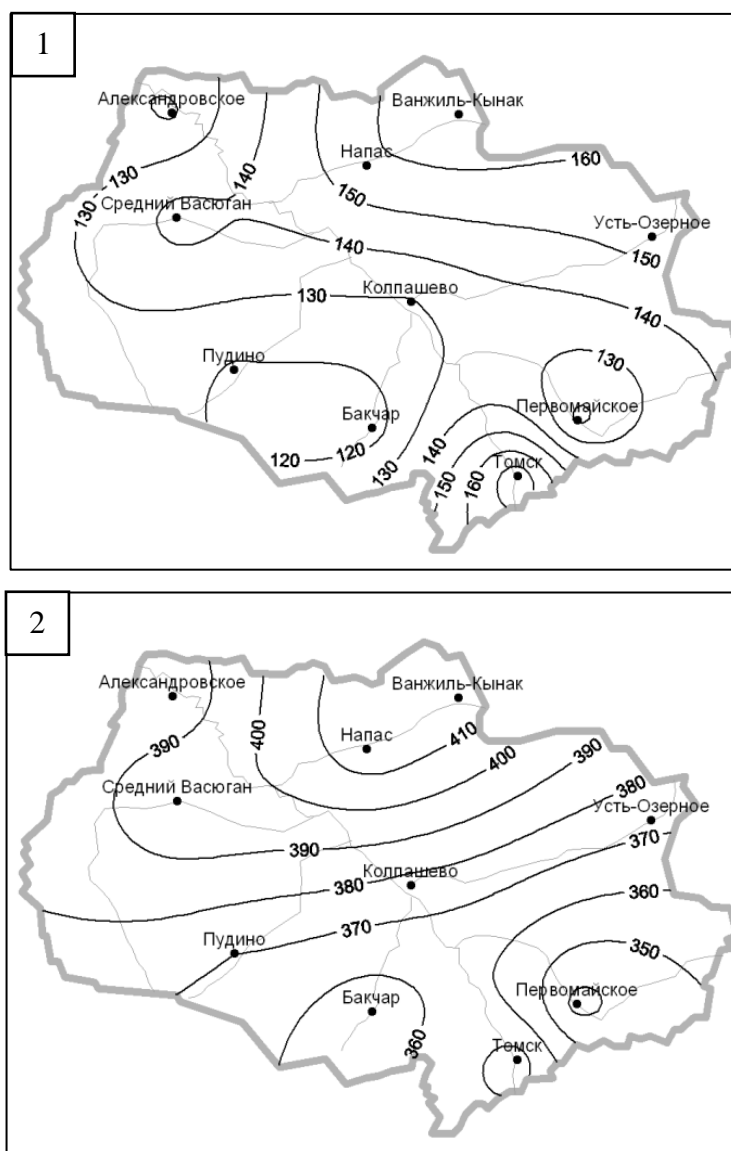 1
Александровское
Ванжиль-Кынак
Напас
160
130
140
130
Средний Васюган
150
Усть-Озерное
140
150
Колпашево
130
140
Пудино
130
Первомайское
Бакчар
140
120
120
Томск
130
150
160
2
Александровское
Ванжиль-Кынак
Напас
410
390
400
390
400
Средний Васюган
380
Усть-Озерное
390
370
Колпашево
380
360
370
Пудино
350
Первомайское
Бакчар
360
Томск